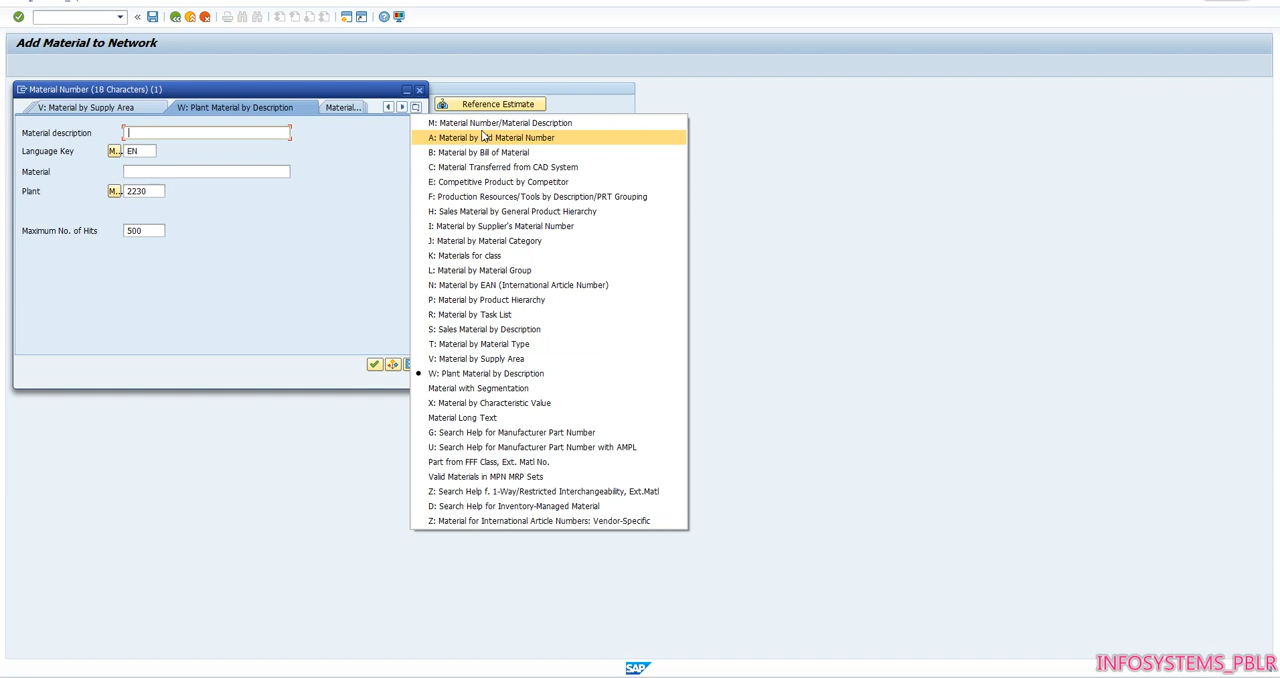 Add Material to Network
Material Number (18 Characters) (1)
V: Material by Supply Area
W: Plant Material by Description
Material...
Reference Estimate
Material description
Language Key
M..
EN
Material
Plant
M..
2230
Maximum No. of Hits
500
M: Material Number/Material Description
A: Material by Old Material Number
B: Material by Bill of Material
C: Material Transferred from CAD System
E: Competitive Product by Competitor
F: Production Resources/Tools by Description/PRT Grouping
H: Sales Material by General Product Hierarchy
I: Material by Supplier's Material Number
J: Material by Material Category
K: Materials for class
L: Material by Material Group
N: Material by EAN (International Article Number)
P: Material by Product Hierarchy
R: Material by Task List
S: Sales Material by Description
T: Material by Material Type
V: Material by Supply Area
W: Plant Material by Description
Material with Segmentation
X: Material by Characteristic Value
Material Long Text
G: Search Help for Manufacturer Part Number
U: Search Help for Manufacturer Part Number with AMPL
Part from FFF Class, Ext. Matl No.
Valid Materials in MPN MRP Sets
Z: Search Help f. 1-Way/Restricted Interchangeability, Ext.Matl
D: Search Help for Inventory-Managed Material
Z: Material for International Article Numbers: Vendor-Specific
SAP
INFOSYSTEMS_PBLR